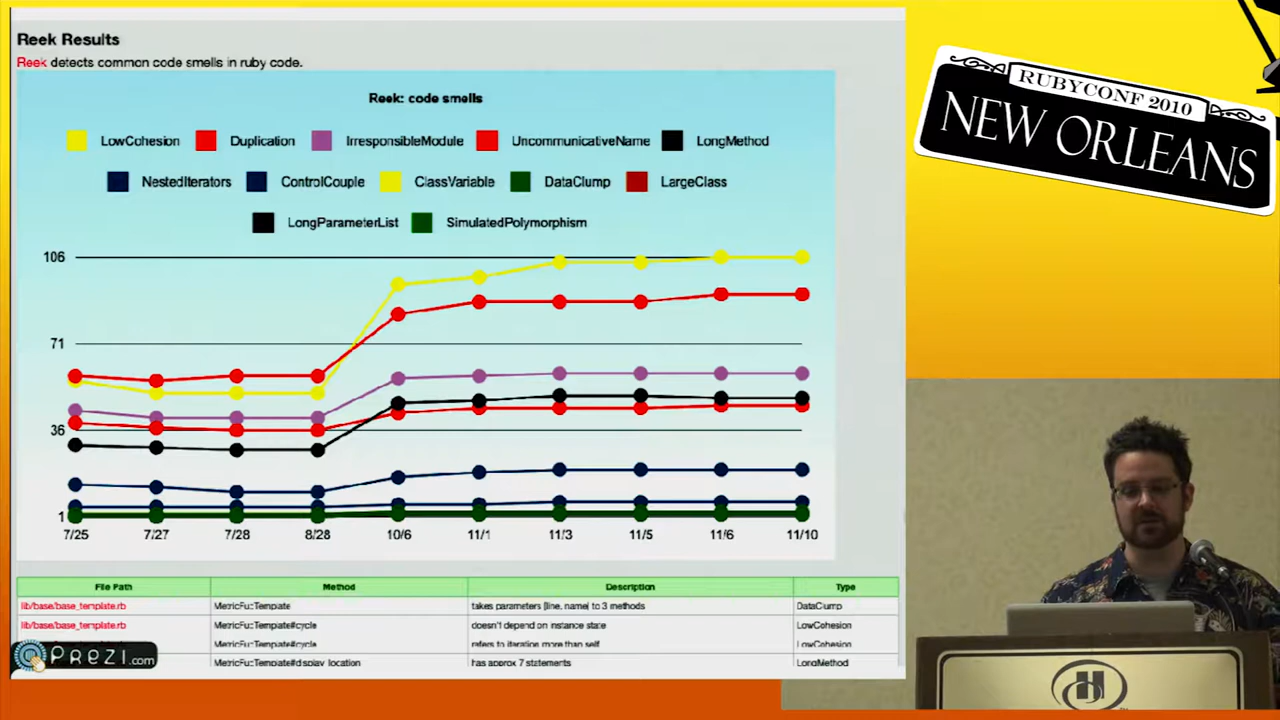 Reek Results
Reek detects common code smells in ruby code.
Reek: code smells
LowCohesion Duplication IrresponsibleModule UncommunicativeName LongMethod
NestedIterators ControlCouple ClassVariable DataClump LargeClass
LongParameterList SimulatedPolymorphism
106
71
36
1
7/25 7/27 7/28 8/28 10/6 11/1 11/3 11/5 11/6 11/10
File Path Method Description Type
lib/base/base_template.rb MetricFu::Template takes parameters [line, name] to 3 methods DataClump
lib/base/base_template.rb MetricFu::Template#cycle doesn't depend on instance state LowCohesion
MetricFu::Template#cycle refers to iteration more than self LowCohesion
MetricFu::Template#display_location has approx 7 statements LongMethod
PREZI.com
RUBYCONF 2010
NEW ORLEANS
H